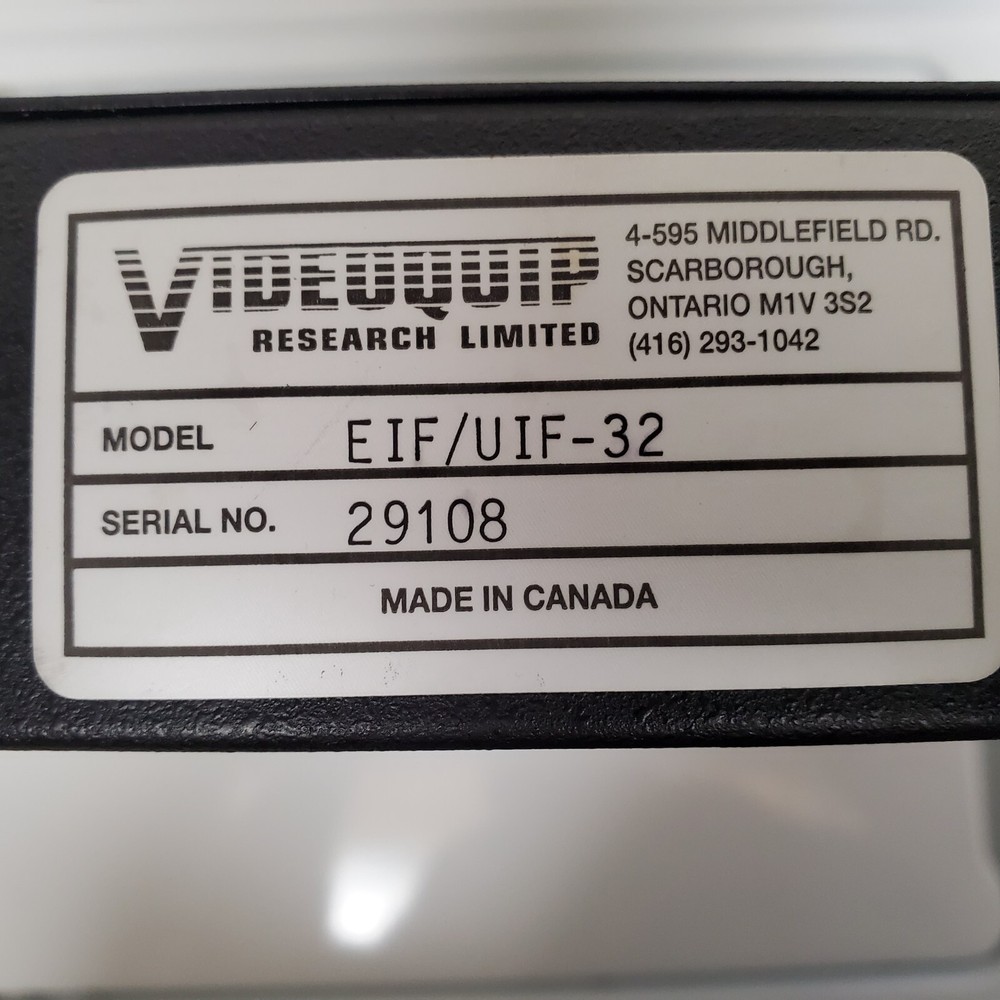 VIDEOQUIP
RESEARCH LIMITED
4-595 MIDDLEFIELD RD.
SCARBOROUGH,
ONTARIO M1V 3S2
(416) 293-1042
MODEL EIF/UIF-32
SERIAL NO. 29108
MADE IN CANADA